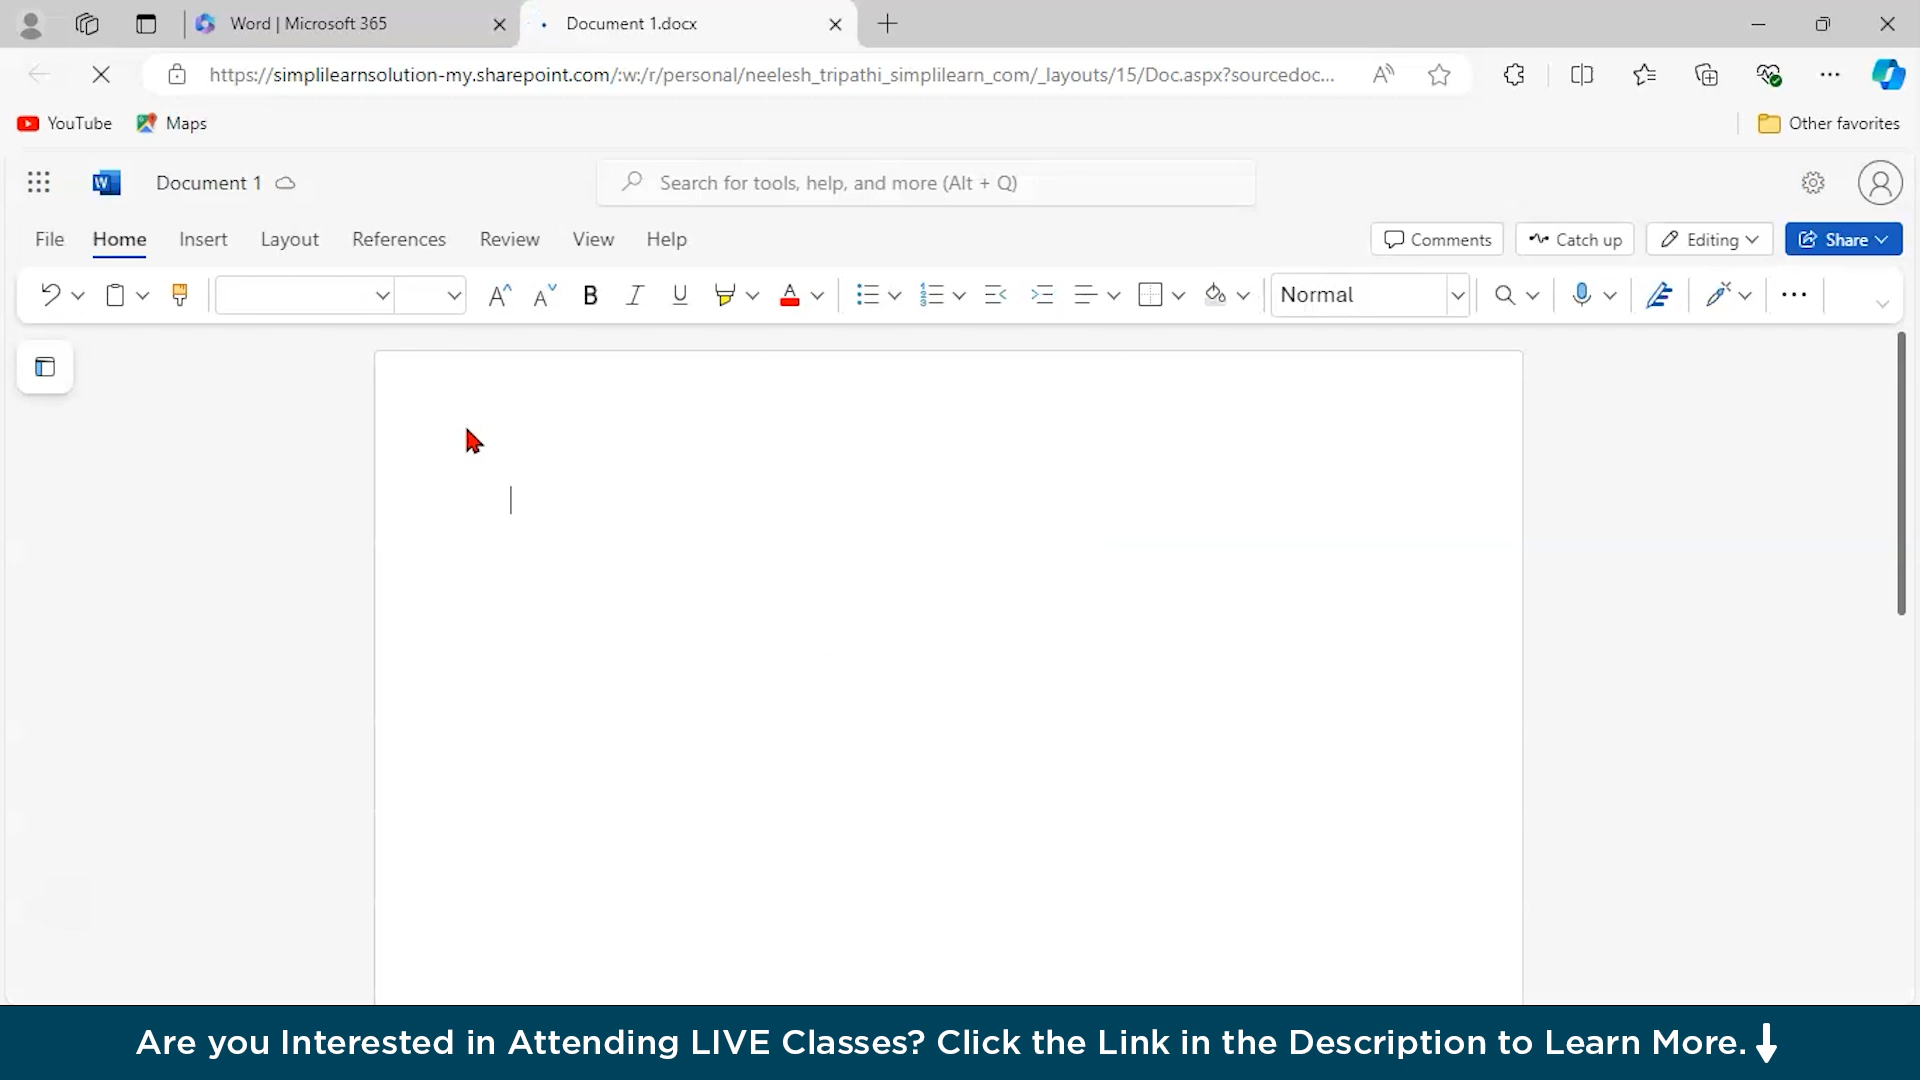 Word | Microsoft 365
Document 1.docx
https://simplilearnsolution-my.sharepoint.com/:w:/r/personal/neelesh_tripathi_simplilearn_com/_layouts/15/Doc.aspx?sourcedoc...
YouTube
Maps
Other favorites
Document 1
Search for tools, help, and more (Alt + Q)
File Home Insert Layout References Review View Help
Comments
Catch up
Editing
Share
Normal
Are you Interested in Attending LIVE Classes? Click the Link in the Description to Learn More.